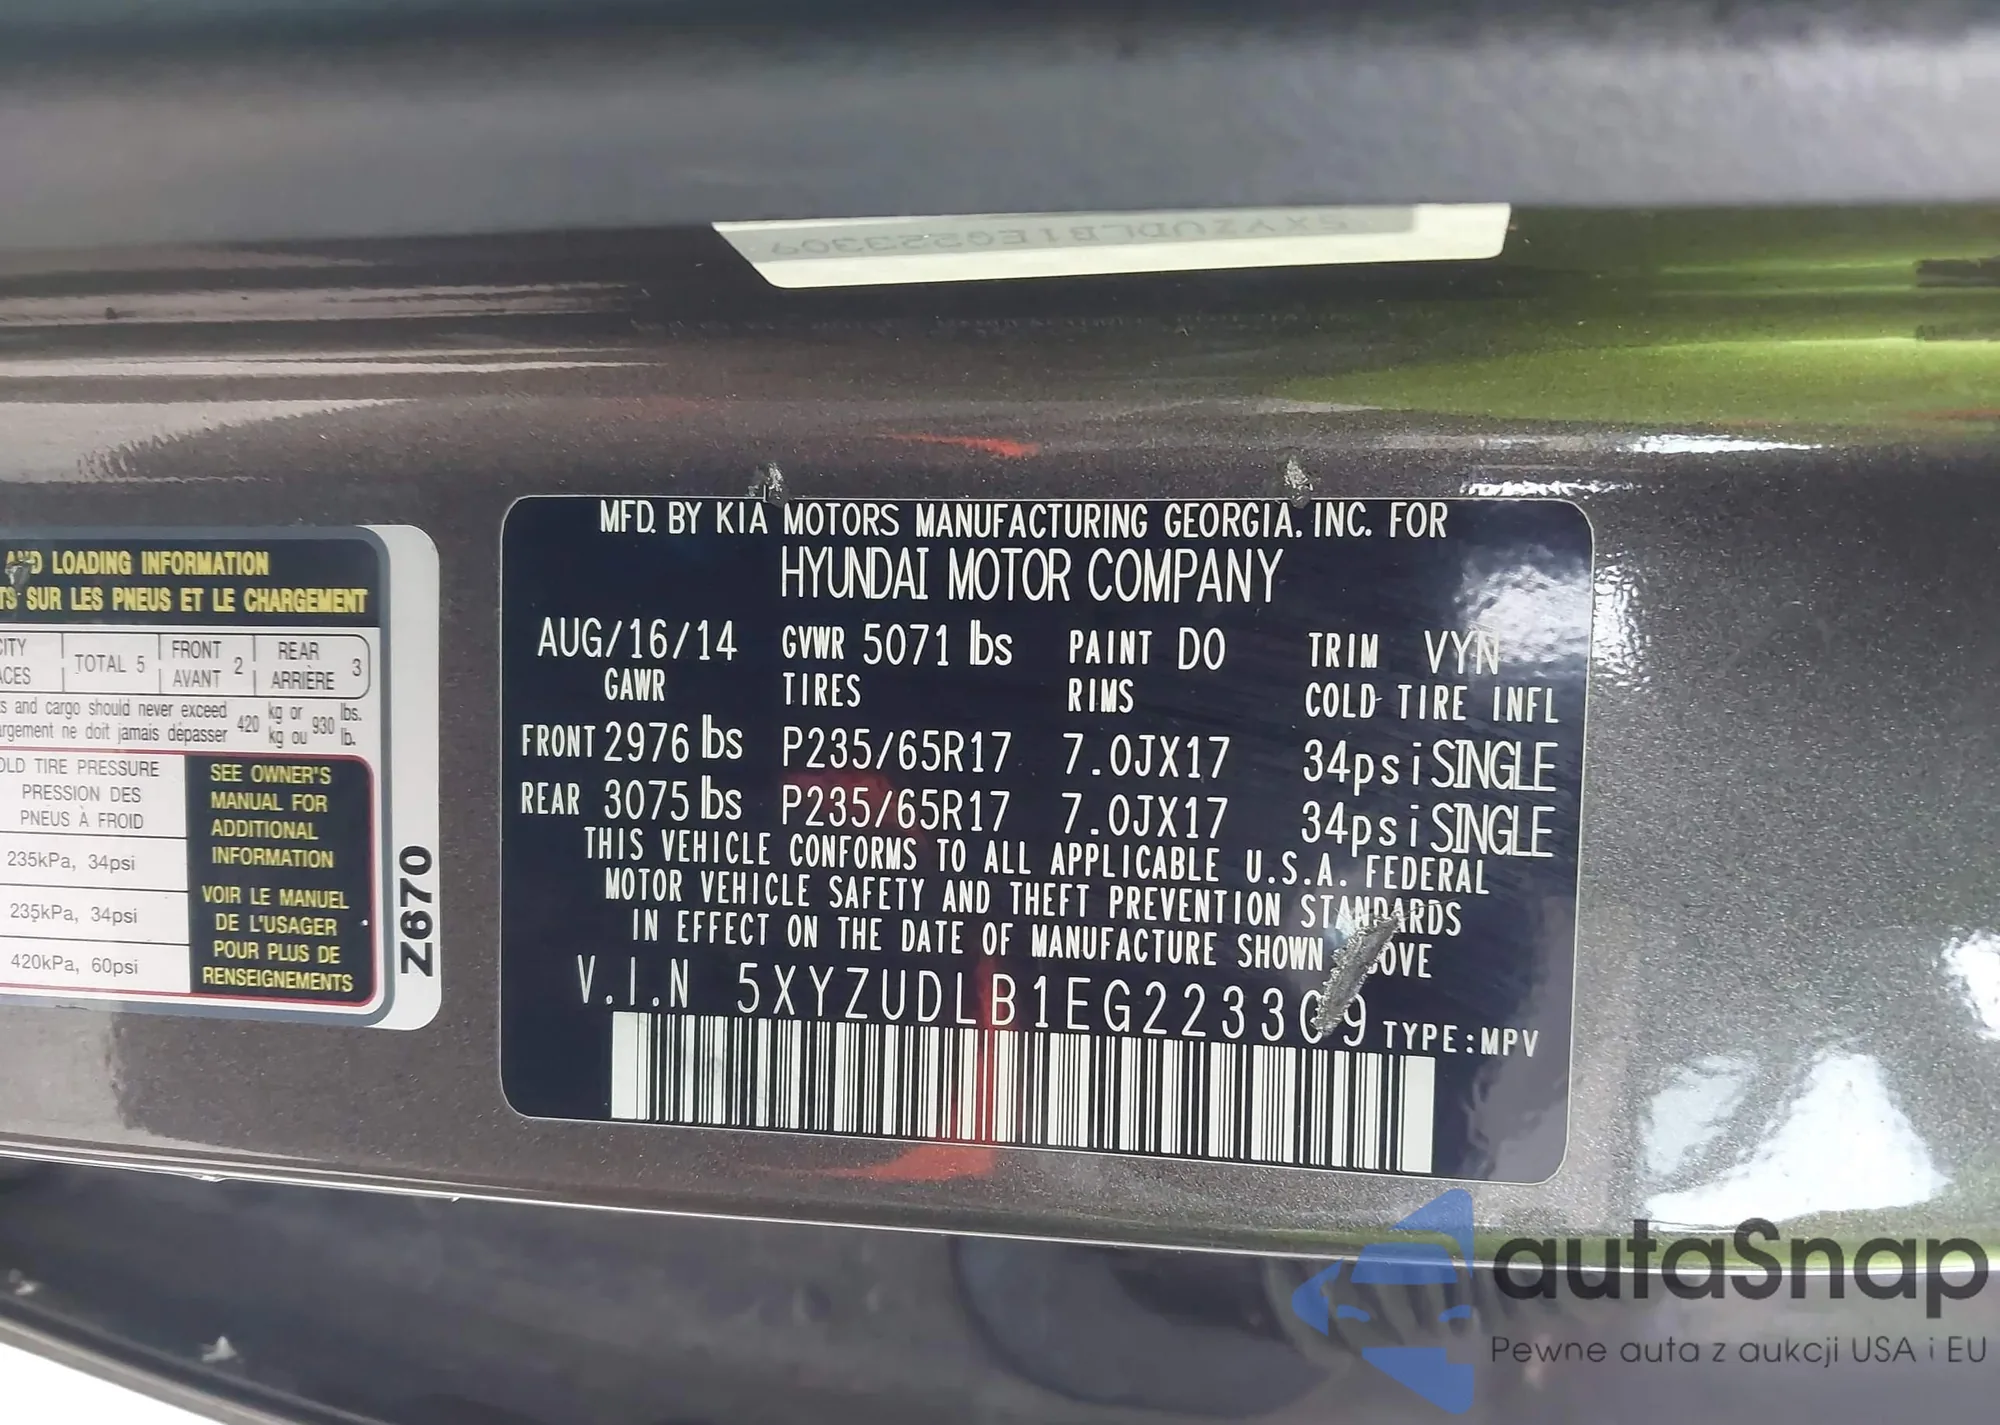 5XYZUDLB1EG223309
MFD. BY KIA MOTORS MANUFACTURING GEORGIA. INC. FOR
HYUNDAI MOTOR COMPANY
AUG/16/14 GVWR 5071 lbs PAINT DO TRIM VYN
GAWR TIRES RIMS COLD TIRE INFL
FRONT 2976 lbs P235/65R17 7.0JX17 34psi SINGLE
REAR 3075 lbs P235/65R17 7.0JX17 34psi SINGLE
THIS VEHICLE CONFORMS TO ALL APPLICABLE U.S.A. FEDERAL
MOTOR VEHICLE SAFETY AND THEFT PREVENTION STANDARDS
IN EFFECT ON THE DATE OF MANUFACTURE SHOWN OVE
V.I.N 5XYZUDLB1EG223309 TYPE:MPV
AND LOADING INFORMATION
TS SUR LES PNEUS ET LE CHARGEMENT
CITY TOTAL 5 FRONT 2 REAR 3
ACES AVANT ARRIÈRE
s and cargo should never exceed 420 kg or 930 lbs.
rgement ne doit jamais dépasser kg ou lb.
OLD TIRE PRESSURE
PRESSION DES
PNEUS À FROID
235kPa, 34psi
235kPa, 34psi
420kPa, 60psi
SEE OWNER'S
MANUAL FOR
ADDITIONAL
INFORMATION
VOIR LE MANUEL
DE L'USAGER
POUR PLUS DE
RENSEIGNEMENTS
Z670
autaSnap
Pewne auta z aukcji USA i EU